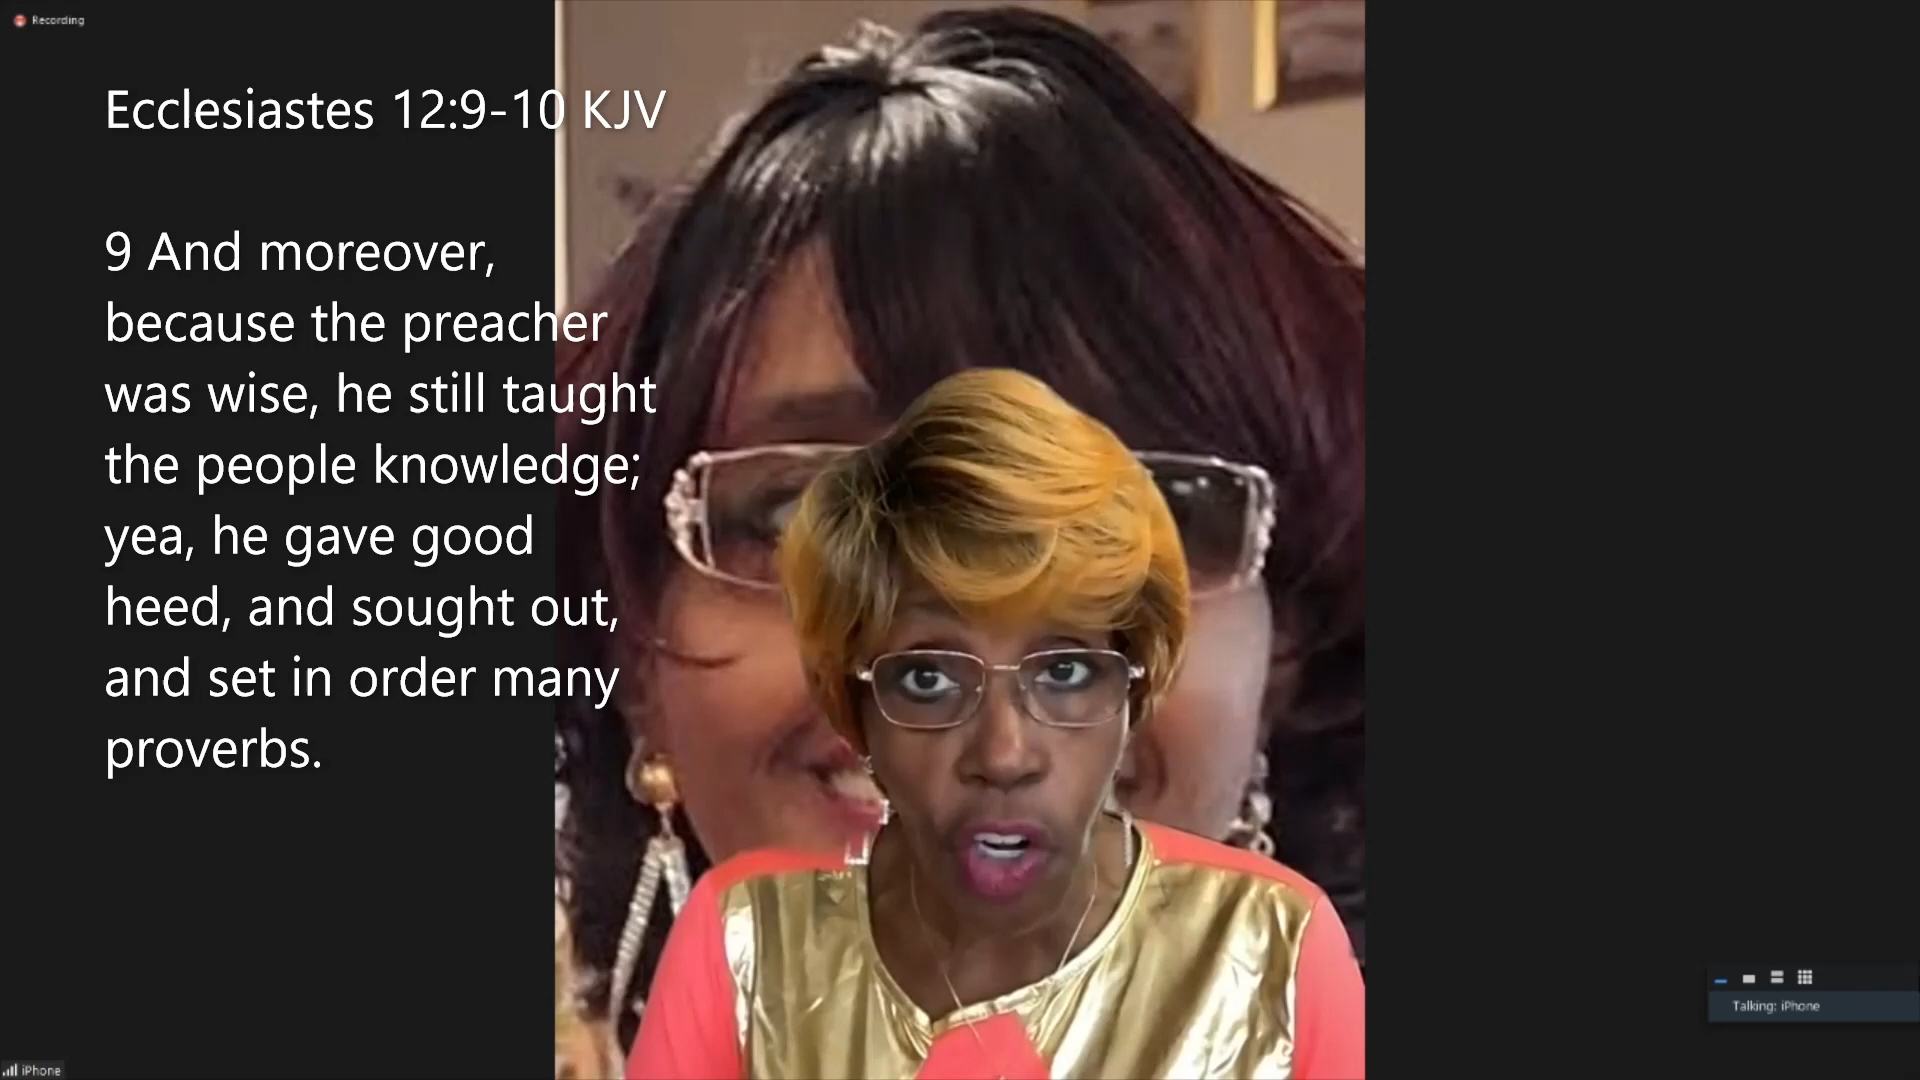 Recording
Ecclesiastes 12:9-10 KJV
9 And moreover,
because the preacher
was wise, he still taught
the people knowledge;
yea, he gave good
heed, and sought out,
and set in order many
proverbs.
Talking: iPhone
iPhone